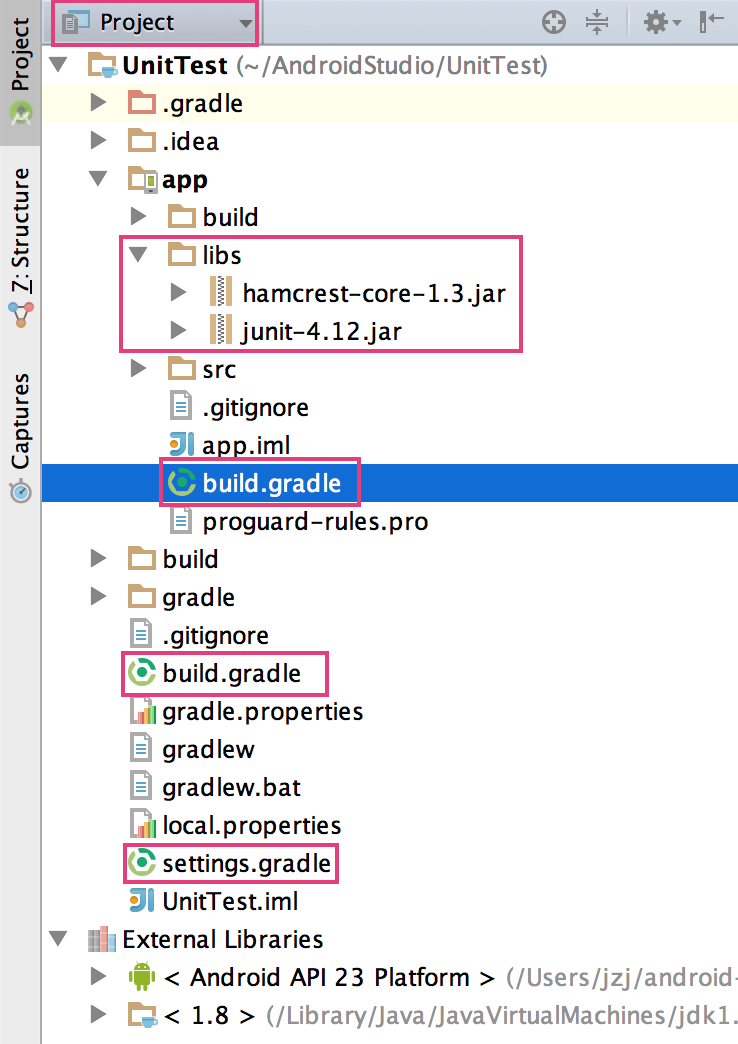 Project
UnitTest (~/AndroidStudio/UnitTest)
.gradle
.idea
app
build
libs
hamcrest-core-1.3.jar
junit-4.12.jar
src
.gitignore
app.iml
build.gradle
proguard-rules.pro
build
gradle
.gitignore
build.gradle
gradle.properties
gradlew
gradlew.bat
local.properties
settings.gradle
UnitTest.iml
External Libraries
< Android API 23 Platform > (/Users/jzj/android-
< 1.8 > (/Library/Java/JavaVirtualMachines/jdk1.
Project
7: Structure
Captures